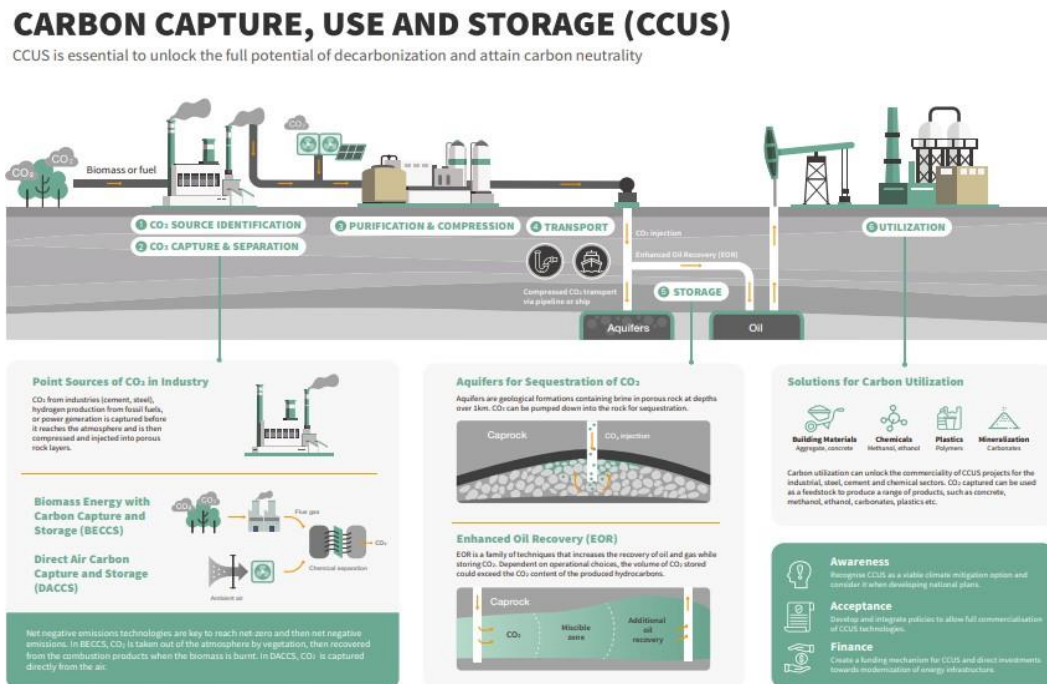 CARBON CAPTURE, USE AND STORAGE (CCUS)
CCUS is essential to unlock the full potential of decarbonization and attain carbon neutrality
CO₂
CO₂
CO₂
Biomass or fuel
1 CO₂ SOURCE IDENTIFICATION
2 CO₂ CAPTURE & SEPARATION
3 PURIFICATION & COMPRESSION
4 TRANSPORT
Compressed CO₂ transport
via pipeline or ship
CO₂ injection
Enhanced Oil Recovery (EOR)
5 STORAGE
Aquifers
Oil
6 UTILIZATION
Point Sources of CO₂ in Industry
CO₂ from industries (cement, steel),
hydrogen production from fossil fuels,
or power generation is captured before
it reaches the atmosphere and is then
compressed and injected into porous
rock layers.
Biomass Energy with
Carbon Capture and
Storage (BECCS)
Direct Air Carbon
Capture and Storage
(DACCS)
CO₂
CO₂
Flue gas
CO₂
Chemical separation
Ambient air
Net negative emissions technologies are key to reach net zero and then net negative
emissions. In BECCS, CO₂ is taken out of the atmosphere by vegetation, then recovered
from the combustion products when the biomass is burnt. In DACCS, CO₂ is captured
directly from the air.
Aquifers for Sequestration of CO₂
Aquifers are geological formations containing brine in porous rock at depths
over 1km. CO₂ can be pumped down into the rock for sequestration.
Caprock
CO₂ injection
Enhanced Oil Recovery (EOR)
EOR is a family of techniques that increases the recovery of oil and gas while
storing CO₂. Dependent on operational choices, the volume of CO₂ stored
could exceed the CO₂ content of the produced hydrocarbons.
Caprock
CO₂
Miscible
zone
Additional
oil
recovery
Solutions for Carbon Utilization
Building Materials
Aggregate, concrete
Chemicals
Methanol, ethanol
Plastics
Polymers
Mineralization
Carbonates
Carbon utilization can unlock the commerciality of CCUS projects for the
industrial, steel, cement and chemical sectors. CO₂ captured can be used
as a feedstock to produce a range of products, such as concrete,
methanol, ethanol, carbonates, plastics etc.
Awareness
Recognise CCUS as a viable climate mitigation option and
consider it when developing national plans.
Acceptance
Develop and integrate policies to allow full commercialisation
of CCUS technologies.
Finance
Create a funding mechanism for CCUS and direct investments
towards modernisation of energy infrastructure.